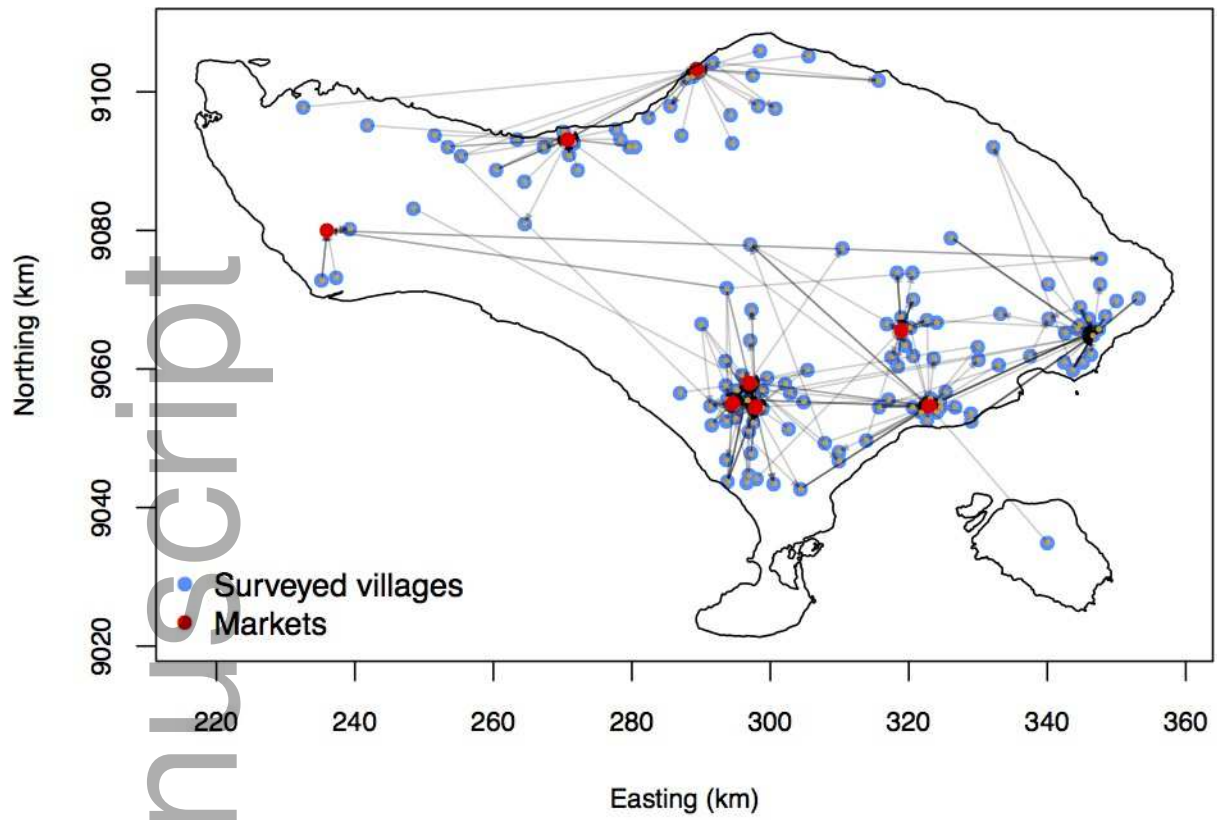 9100
9080
9060
9040
9020
Northing (km)
nuscript
Surveyed villages
Markets
220 240 260 280 300 320 340 360
Easting (km)